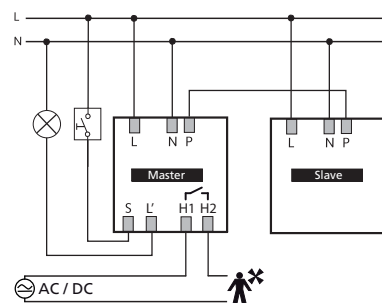 L
N
L N P
L N P
Master
Slave
S L' H1 H2
AC / DC